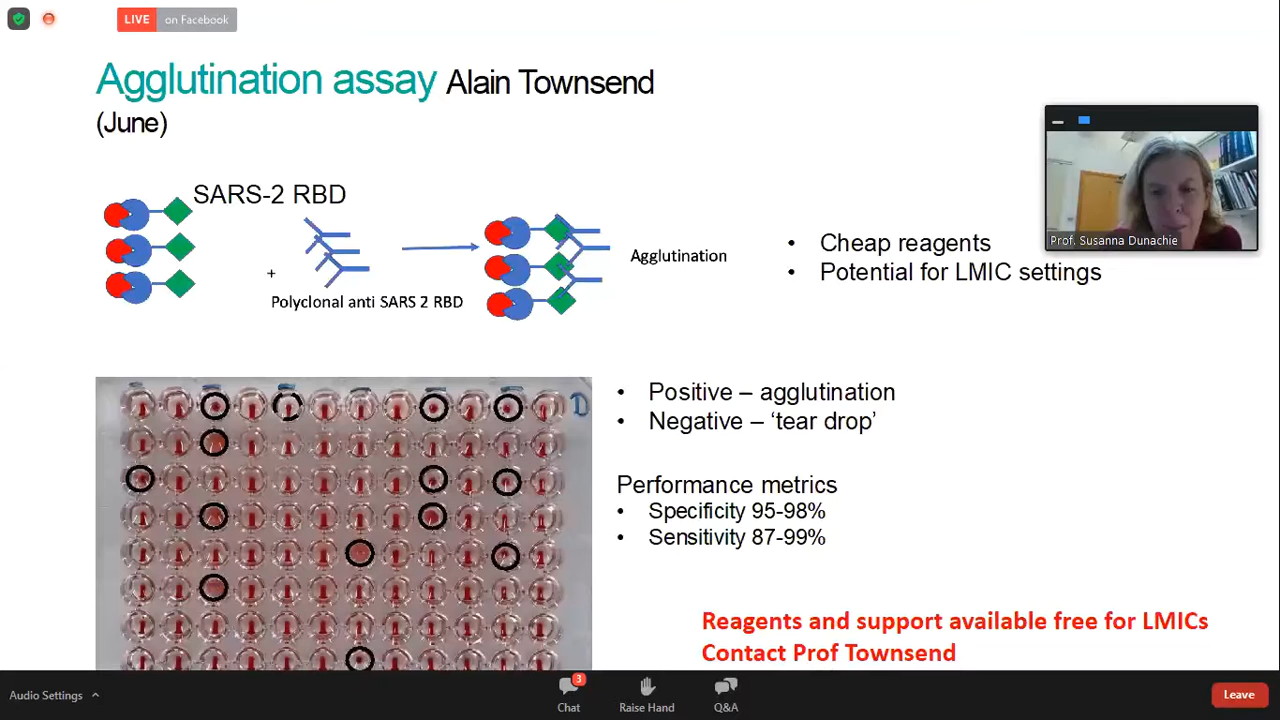 LIVE on Facebook
Agglutination assay Alain Townsend
(June)
SARS-2 RBD
+
Polyclonal anti SARS 2 RBD
Agglutination
• Cheap reagents
• Potential for LMIC settings
Prof. Susanna Dunachie
D
• Positive – agglutination
• Negative – ‘tear drop’
Performance metrics
• Specificity 95-98%
• Sensitivity 87-99%
Reagents and support available free for LMICs
Contact Prof Townsend
Audio Settings
3
Chat
Raise Hand
Q&A
Leave